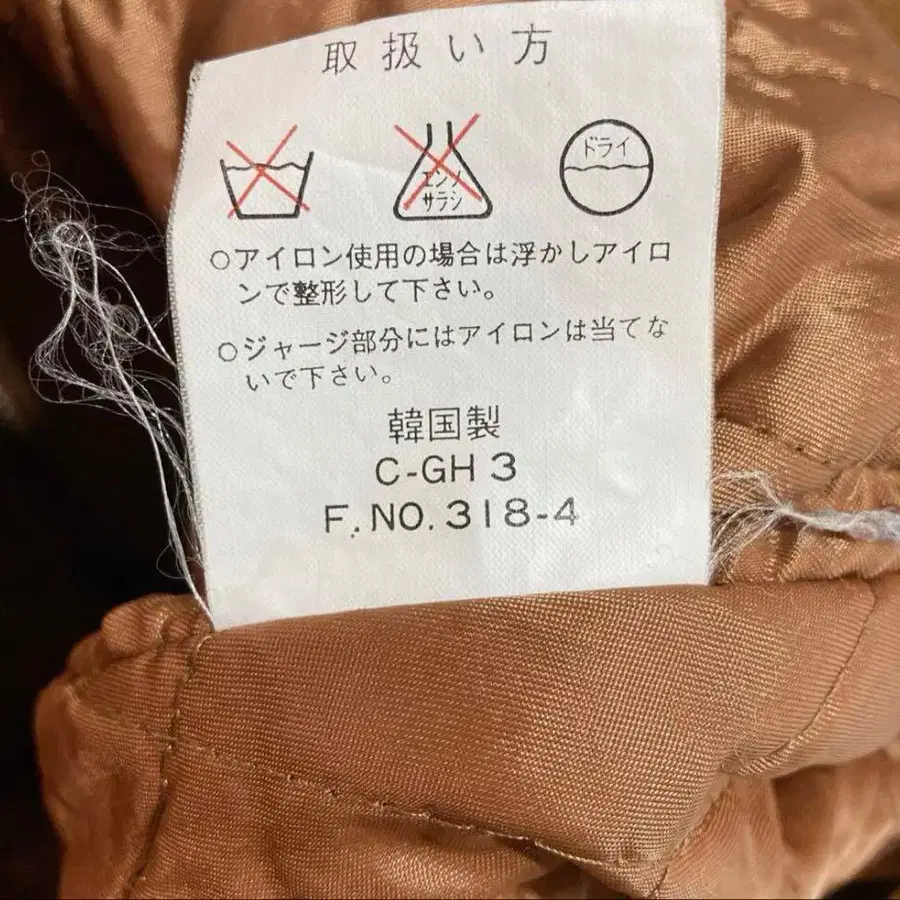 取扱い方
エンソ
サラシ
ドライ
○アイロン使用の場合は浮かしアイロ
ンで整形して下さい。
○ジャージ部分にはアイロンは当てな
いで下さい。
韓国製
C-GH 3
F. NO. 318-4